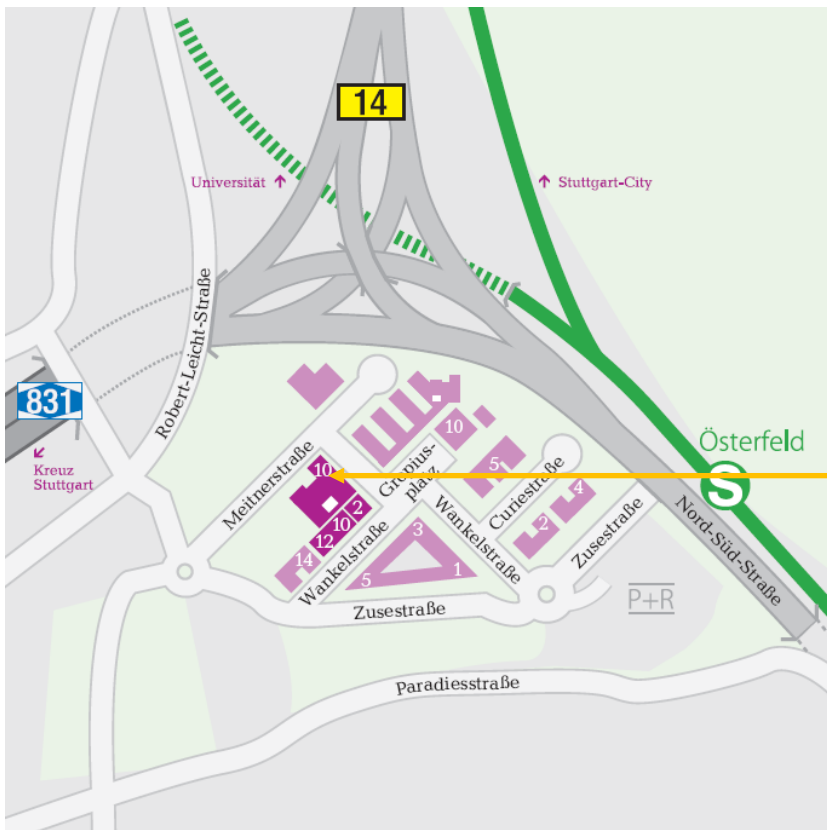 14
Universität ↑
↑ Stuttgart-City
Robert-Leicht-Straße
831
↙
Kreuz
Stuttgart
Österfeld
S
Meitnerstraße
10
10
Gropius-
platz
5
4
2
Curiestraße
2
10
12
14
Wankelstraße
3
5
1
Wankelstraße
Zusestraße
Nord-Süd-Straße
P+R
Zusestraße
Paradiesstraße